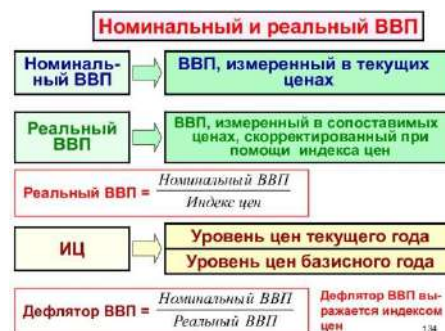 Номинальный и реальный ВВП
Номиналь-
ный ВВП
ВВП, измеренный в текущих
ценах
Реальный
ВВП
ВВП, измеренный в сопоставимых
ценах, скорректированный при
помощи индекса цен
Реальный ВВП = Номинальный ВВП
Индекс цен
ИЦ
Уровень цен текущего года
Уровень цен базисного года
Дефлятор ВВП = Номинальный ВВП
Реальный ВВП
Дефлятор ВВП вы-
ражается индексом
цен